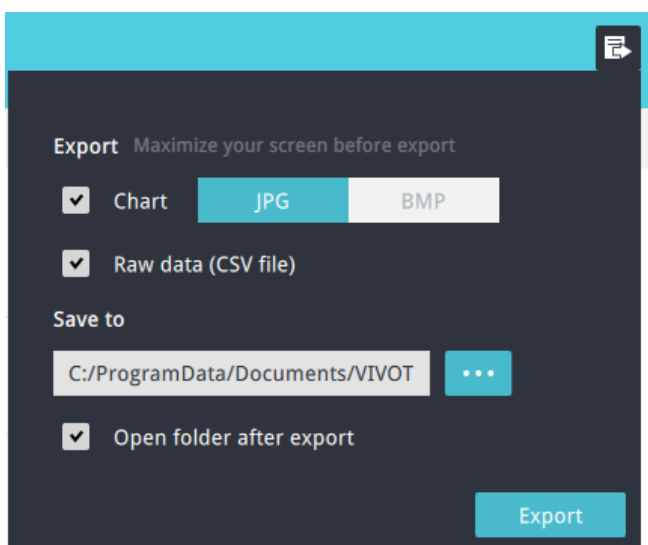 Export Maximize your screen before export
Chart JPG BMP
Raw data (CSV file)
Save to
C:/ProgramData/Documents/VIVOT ...
Open folder after export
Export